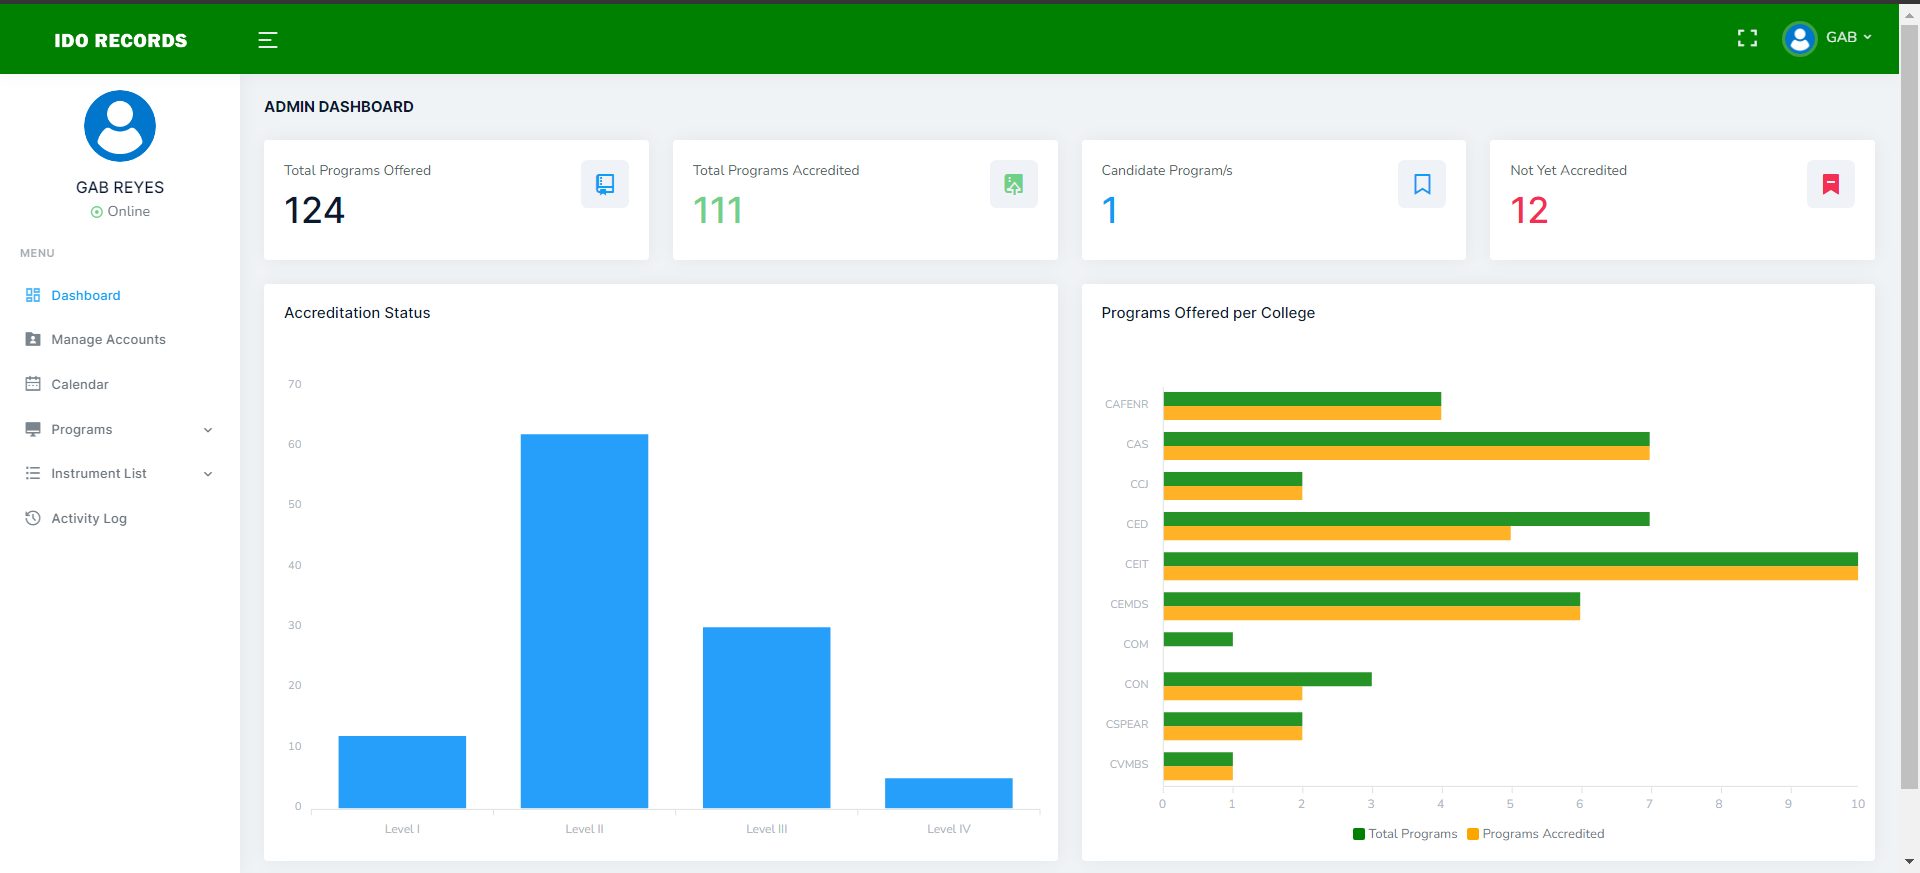 IDO RECORDS
GAB
GAB REYES
Online
MENU
Dashboard
Manage Accounts
Calendar
Programs
Instrument List
Activity Log
ADMIN DASHBOARD
Total Programs Offered
124
Total Programs Accredited
111
Candidate Program/s
1
Not Yet Accredited
12
Accreditation Status
70
60
50
40
30
20
10
0
Level I Level II Level III Level IV
Programs Offered per College
CAFENR
CAS
CCJ
CED
CEIT
CEMDS
COM
CON
CSPEAR
CVMBS
0 1 2 3 4 5 6 7 8 9 10
Total Programs Programs Accredited